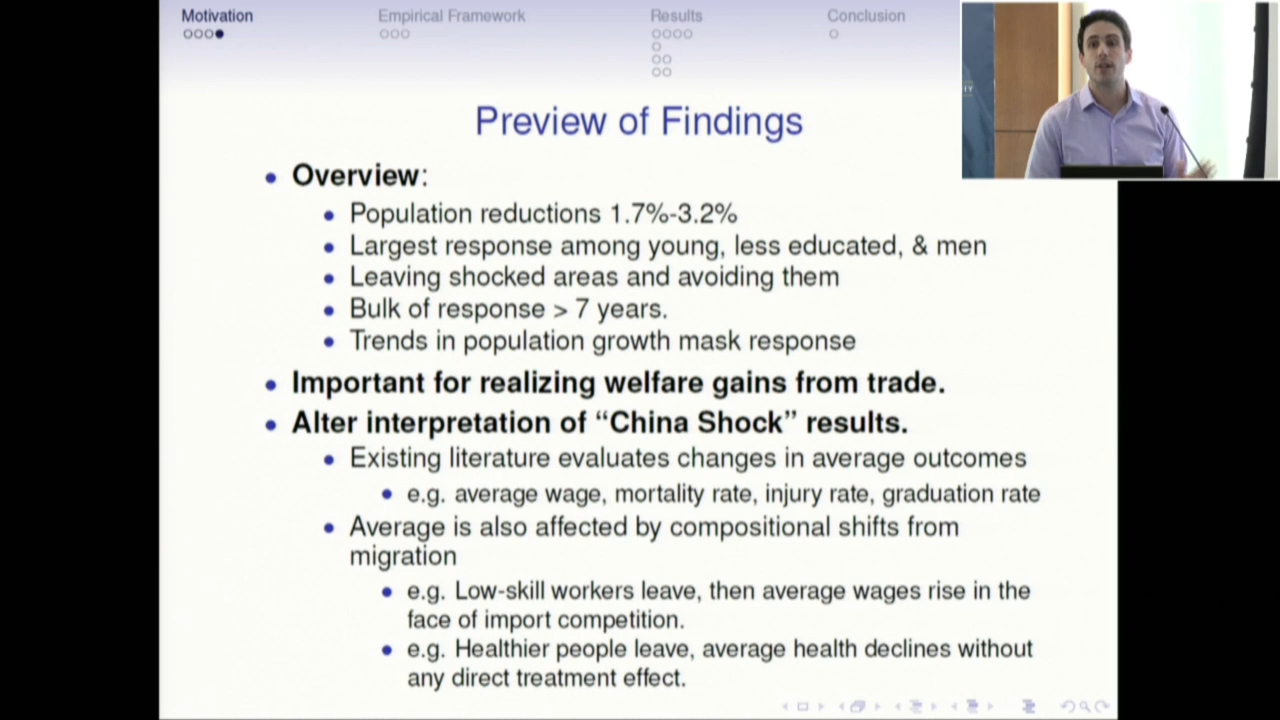 Motivation
Empirical Framework
Results
Conclusion
Preview of Findings
Overview:
Population reductions 1.7%-3.2%
Largest response among young, less educated, & men
Leaving shocked areas and avoiding them
Bulk of response > 7 years.
Trends in population growth mask response
Important for realizing welfare gains from trade.
Alter interpretation of “China Shock” results.
Existing literature evaluates changes in average outcomes
e.g. average wage, mortality rate, injury rate, graduation rate
Average is also affected by compositional shifts from
migration
e.g. Low-skill workers leave, then average wages rise in the
face of import competition.
e.g. Healthier people leave, average health declines without
any direct treatment effect.